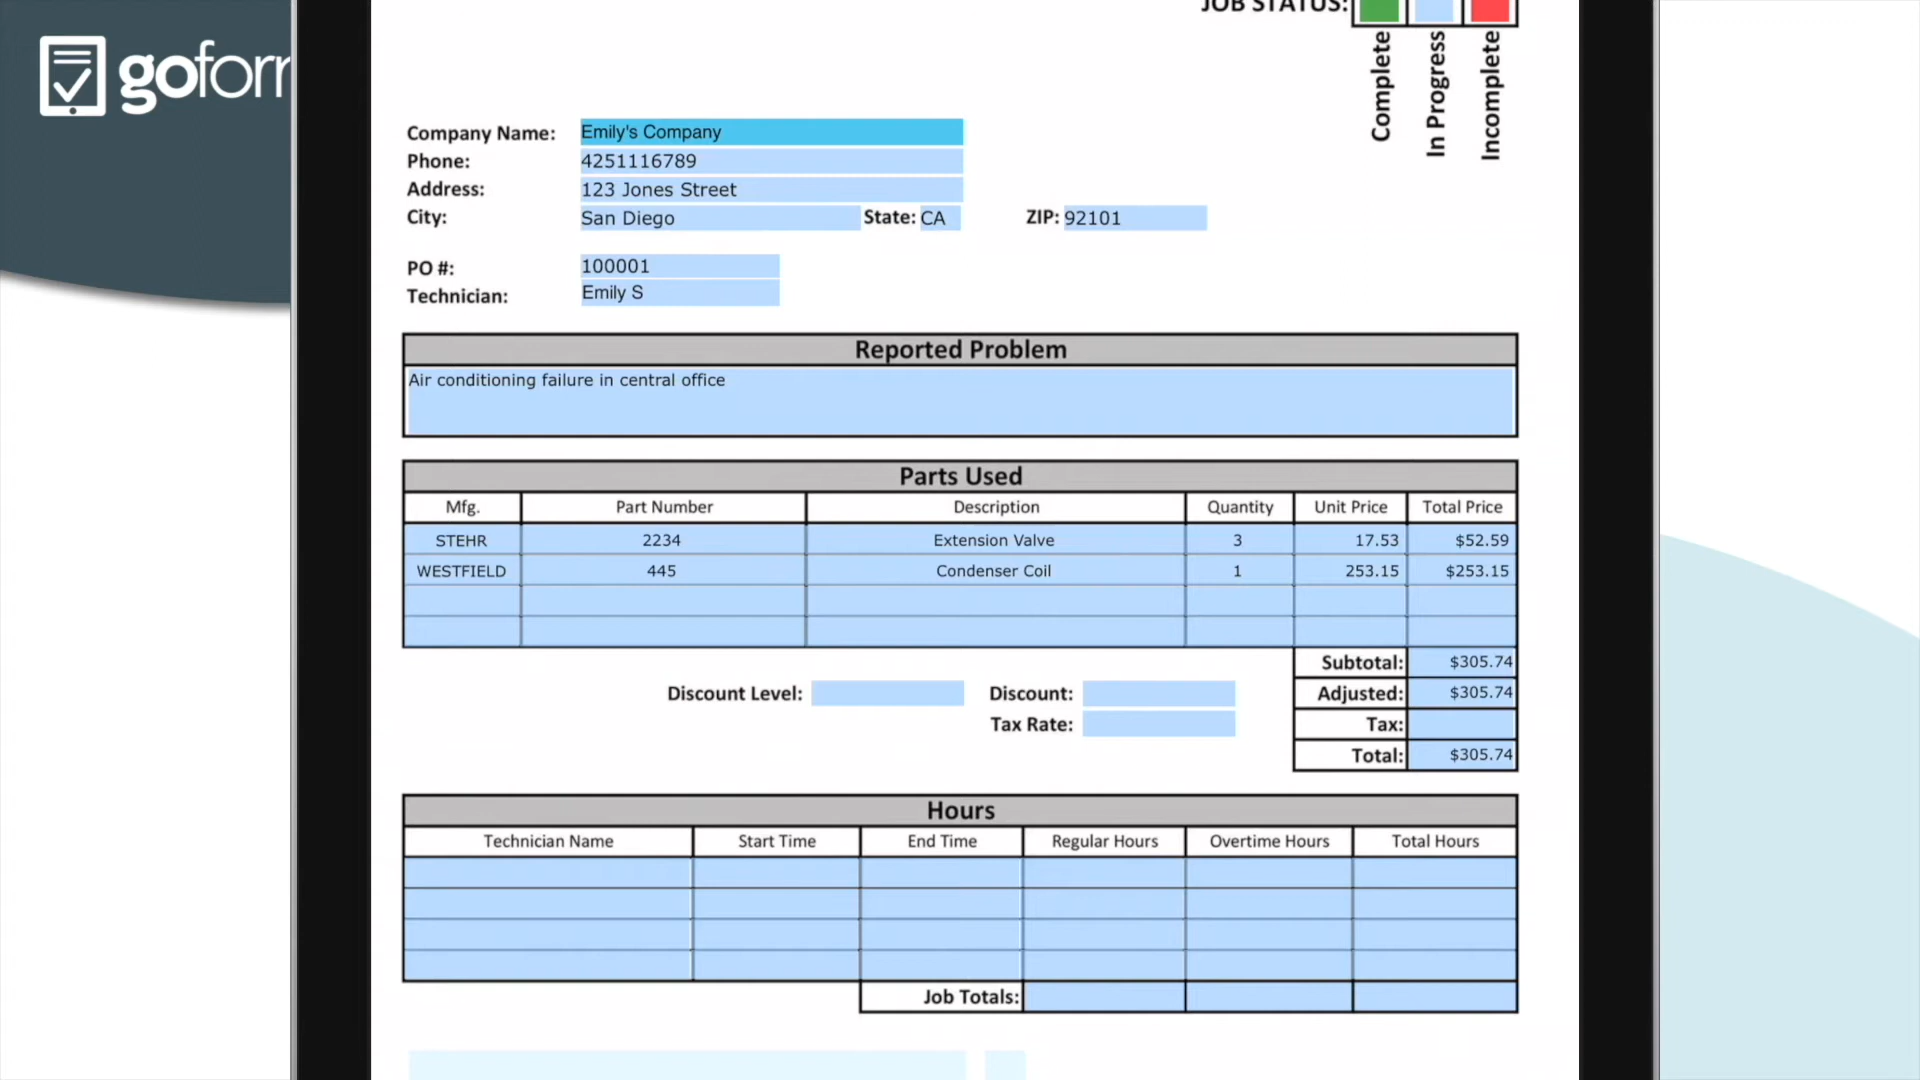 goform
JOB STATUS:
Complete
In Progress
Incomplete
Company Name: Emily's Company
Phone: 4251116789
Address: 123 Jones Street
City: San Diego State: CA ZIP: 92101
PO #: 100001
Technician: Emily S
Reported Problem
Air conditioning failure in central office
Parts Used
Mfg. Part Number Description Quantity Unit Price Total Price
STEHR 2234 Extension Valve 3 17.53 $52.59
WESTFIELD 445 Condenser Coil 1 253.15 $253.15
Subtotal: $305.74
Discount Level: Discount: Adjusted: $305.74
Tax Rate: Tax:
Total: $305.74
Hours
Technician Name Start Time End Time Regular Hours Overtime Hours Total Hours
Job Totals: